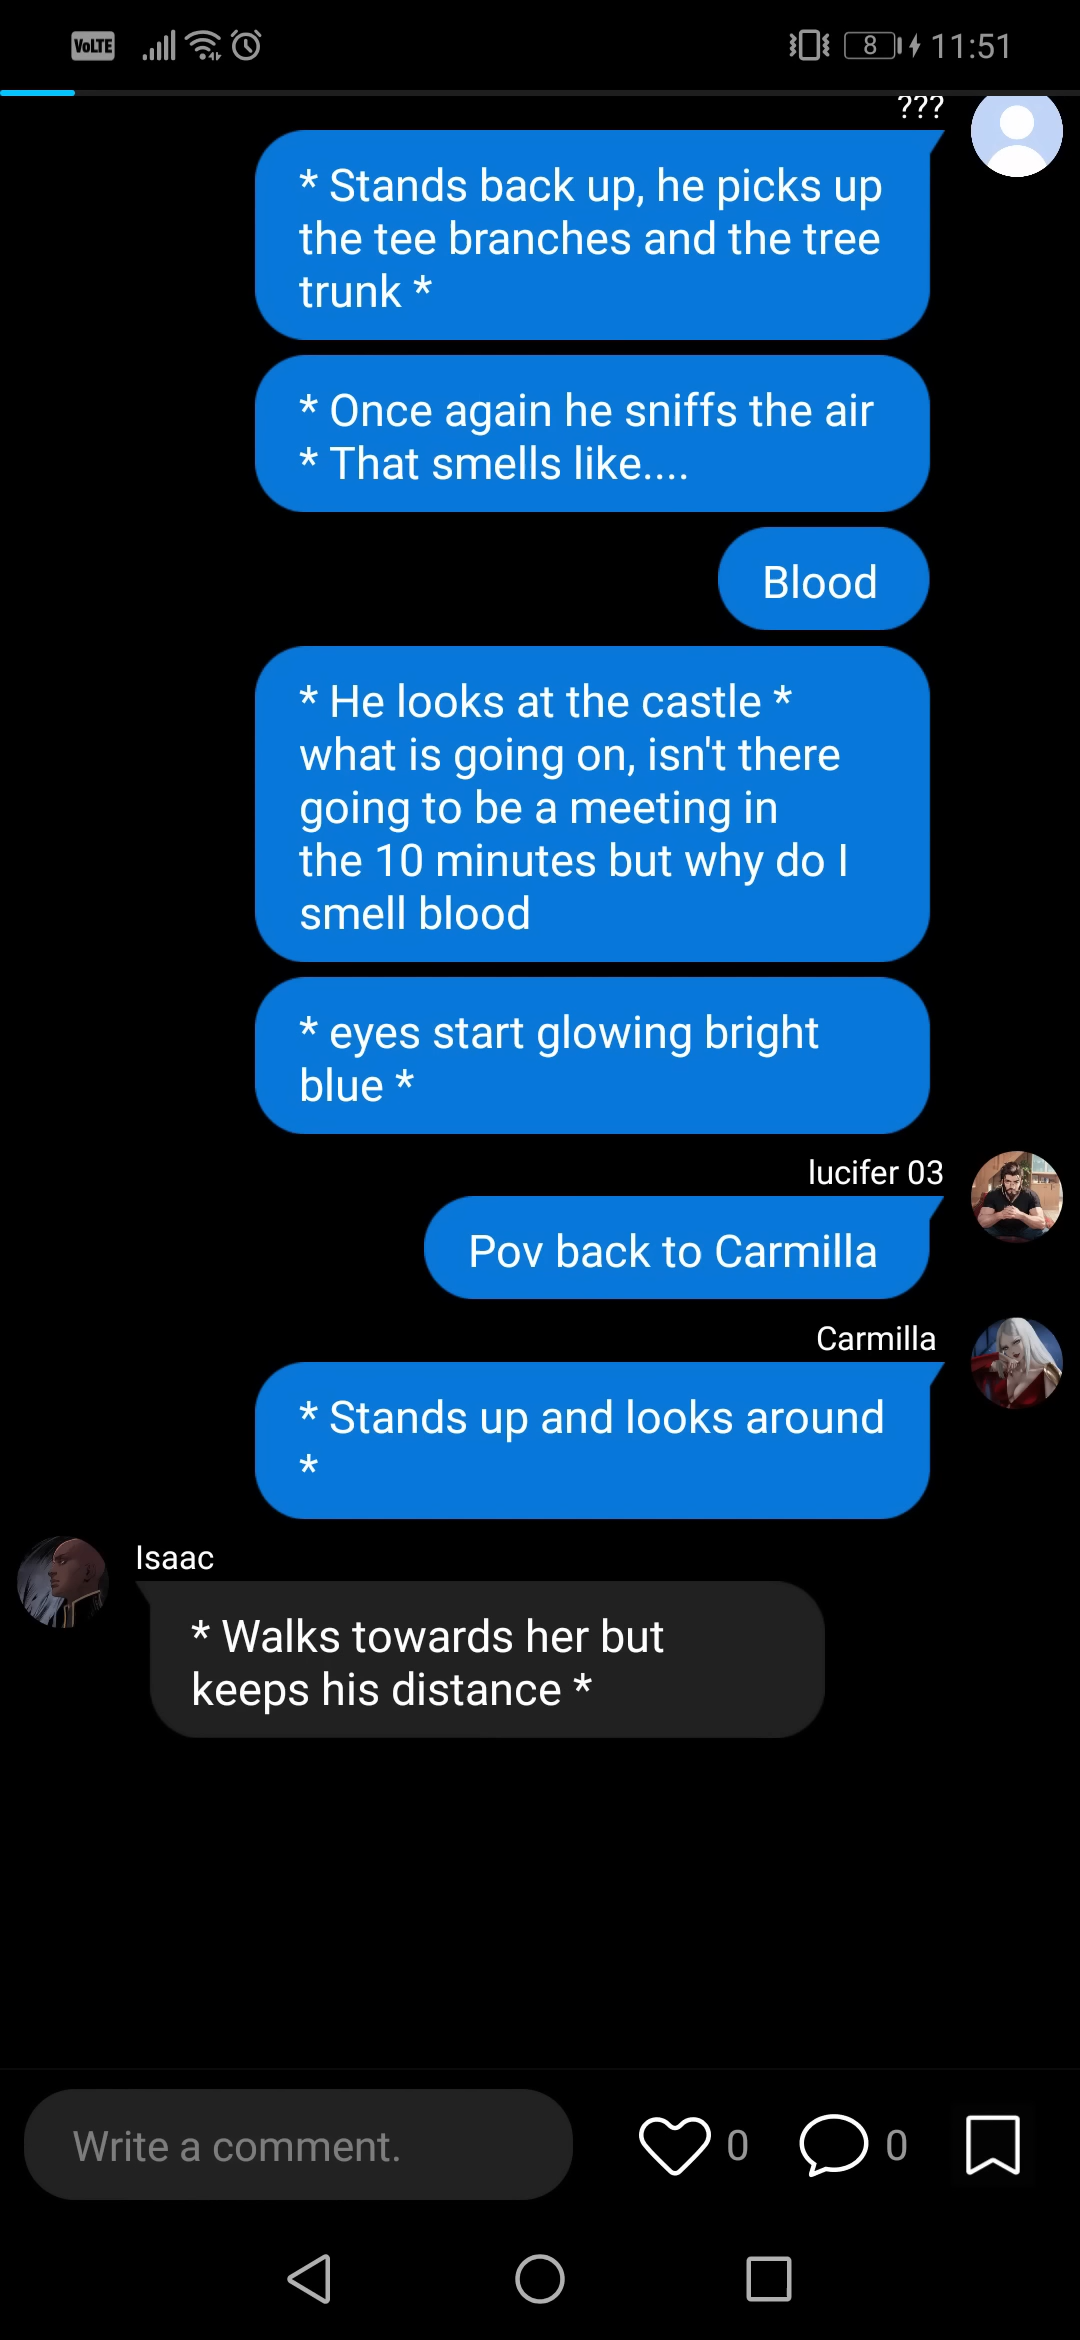 VoLTE 8 11:51
???
* Stands back up, he picks up
the tee branches and the tree
trunk *
* Once again he sniffs the air
* That smells like....
Blood
* He looks at the castle *
what is going on, isn't there
going to be a meeting in
the 10 minutes but why do I
smell blood
* eyes start glowing bright
blue *
lucifer 03
Pov back to Carmilla
Carmilla
* Stands up and looks around
*
Isaac
* Walks towards her but
keeps his distance *
Write a comment. 0 0